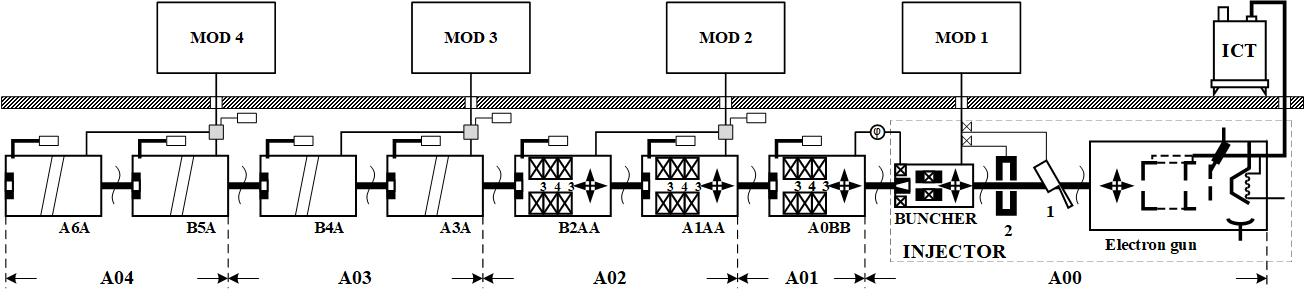 MOD 4
MOD 3
MOD 2
MOD 1
ICT
φ
3 4 3
3 4 3
3 4 3
A6A
B5A
B4A
A3A
B2AA
A1AA
A0BB
BUNCHER
2
1
Electron gun
INJECTOR
A04
A03
A02
A01
A00